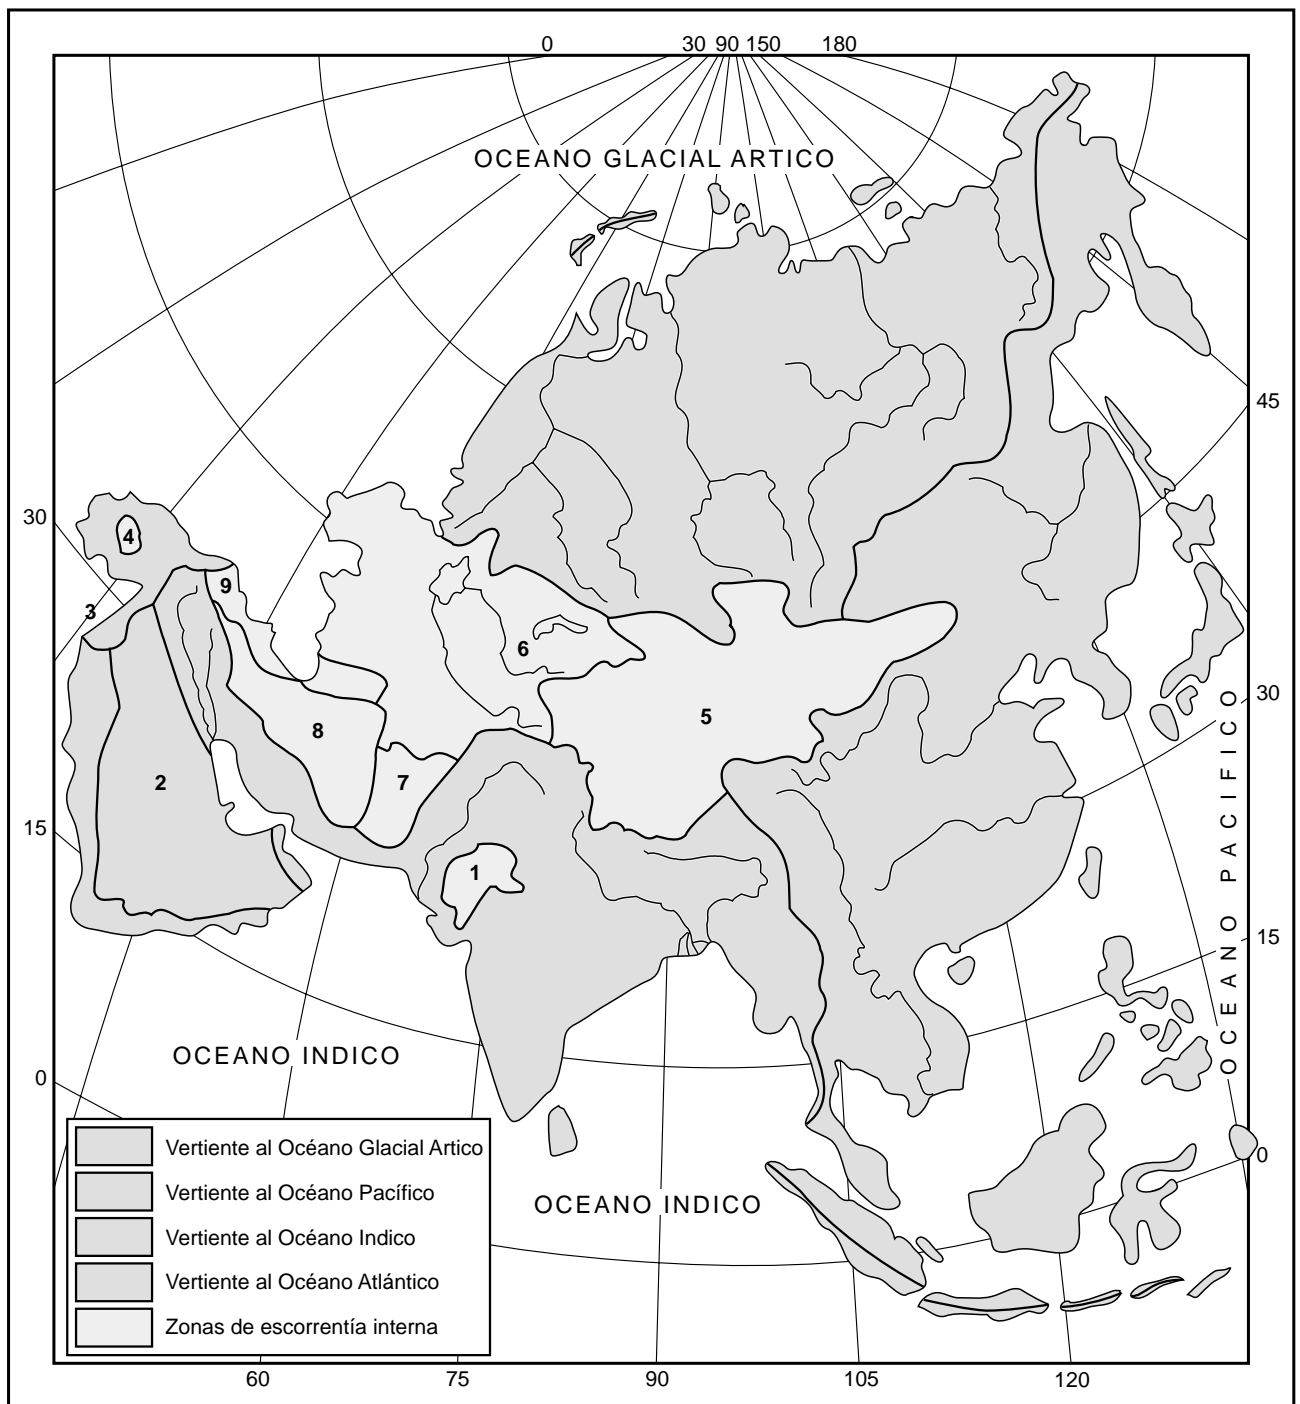 0 30 90 150 180
OCEANO GLACIAL ARTICO
45
30
4
9
3
6
30
5
8
2
7
15
1
15
OCEANO PACIFICO
OCEANO INDICO
0
0
OCEANO INDICO
Vertiente al Océano Glacial Artico
Vertiente al Océano Pacífico
Vertiente al Océano Indico
Vertiente al Océano Atlántico
Zonas de escorrentía interna
60 75 90 105 120